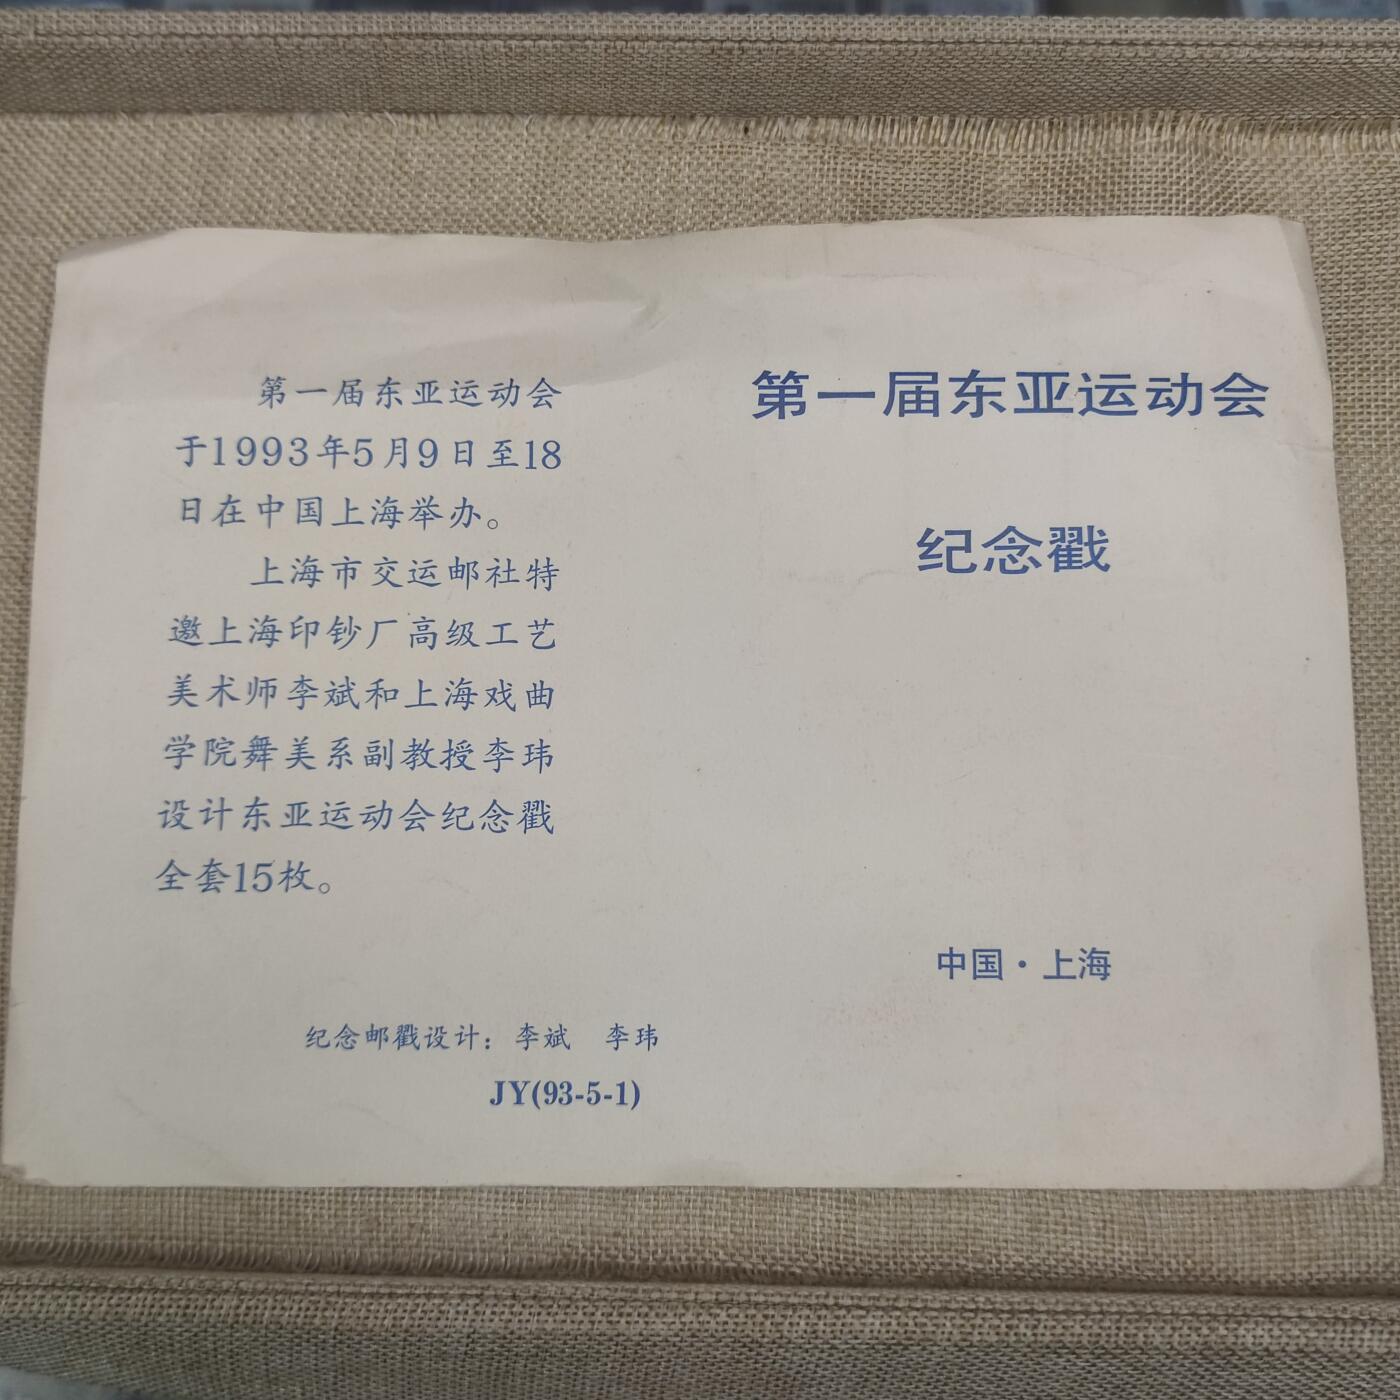 第一届东亚运动会
于1993年5月9日至18
日在中国上海举办。
上海市交运邮社特
邀上海印钞厂高级工艺
美术师李斌和上海戏曲
学院舞美系副教授李玮
设计东亚运动会纪念戳
全套15枚。
纪念邮戳设计：李斌　李玮
JY(93-5-1)
第一届东亚运动会
纪念戳
中国·上海